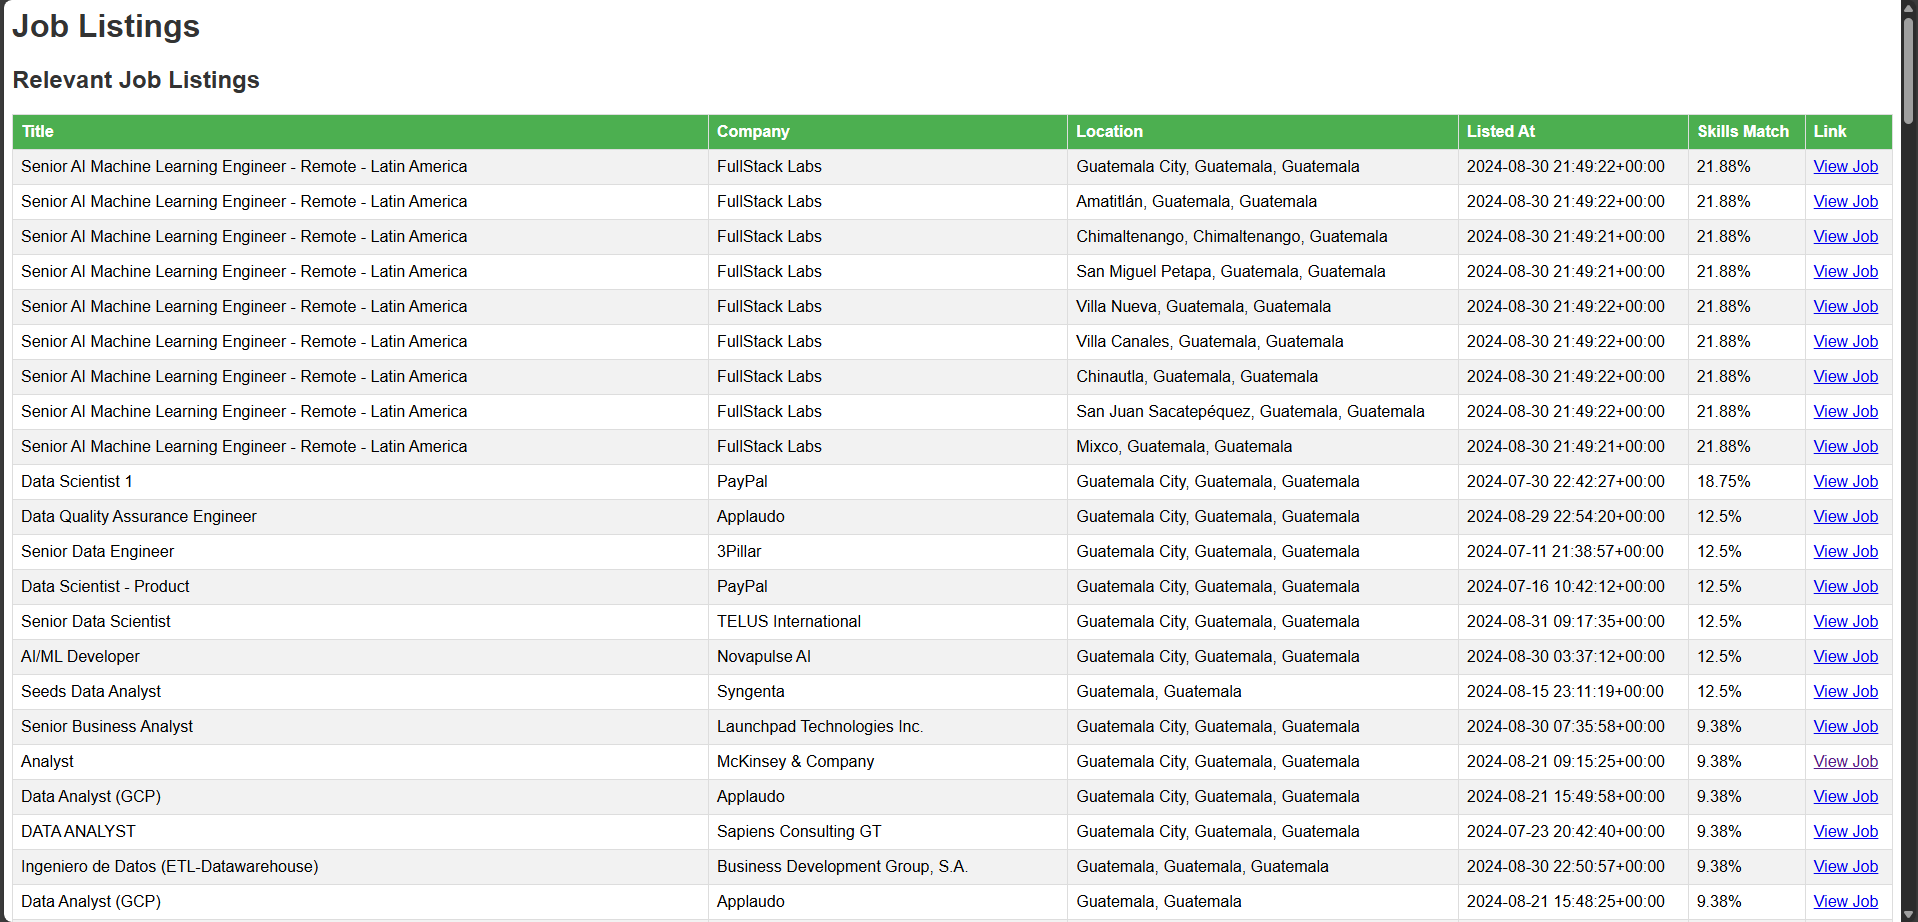 Job Listings
Relevant Job Listings
Title Company Location Listed At Skills Match Link
Senior AI Machine Learning Engineer - Remote - Latin America FullStack Labs Guatemala City, Guatemala, Guatemala 2024-08-30 21:49:22+00:00 21.88% View Job
Senior AI Machine Learning Engineer - Remote - Latin America FullStack Labs Amatitlán, Guatemala, Guatemala 2024-08-30 21:49:22+00:00 21.88% View Job
Senior AI Machine Learning Engineer - Remote - Latin America FullStack Labs Chimaltenango, Chimaltenango, Guatemala 2024-08-30 21:49:21+00:00 21.88% View Job
Senior AI Machine Learning Engineer - Remote - Latin America FullStack Labs San Miguel Petapa, Guatemala, Guatemala 2024-08-30 21:49:21+00:00 21.88% View Job
Senior AI Machine Learning Engineer - Remote - Latin America FullStack Labs Villa Nueva, Guatemala, Guatemala 2024-08-30 21:49:22+00:00 21.88% View Job
Senior AI Machine Learning Engineer - Remote - Latin America FullStack Labs Villa Canales, Guatemala, Guatemala 2024-08-30 21:49:22+00:00 21.88% View Job
Senior AI Machine Learning Engineer - Remote - Latin America FullStack Labs Chinautla, Guatemala, Guatemala 2024-08-30 21:49:22+00:00 21.88% View Job
Senior AI Machine Learning Engineer - Remote - Latin America FullStack Labs San Juan Sacatepéquez, Guatemala, Guatemala 2024-08-30 21:49:22+00:00 21.88% View Job
Senior AI Machine Learning Engineer - Remote - Latin America FullStack Labs Mixco, Guatemala, Guatemala 2024-08-30 21:49:21+00:00 21.88% View Job
Data Scientist 1 PayPal Guatemala City, Guatemala, Guatemala 2024-07-30 22:42:27+00:00 18.75% View Job
Data Quality Assurance Engineer Applaudo Guatemala City, Guatemala, Guatemala 2024-08-29 22:54:20+00:00 12.5% View Job
Senior Data Engineer 3Pillar Guatemala City, Guatemala, Guatemala 2024-07-11 21:38:57+00:00 12.5% View Job
Data Scientist - Product PayPal Guatemala City, Guatemala, Guatemala 2024-07-16 10:42:12+00:00 12.5% View Job
Senior Data Scientist TELUS International Guatemala City, Guatemala, Guatemala 2024-08-31 09:17:35+00:00 12.5% View Job
AI/ML Developer Novapulse AI Guatemala City, Guatemala, Guatemala 2024-08-30 03:37:12+00:00 12.5% View Job
Seeds Data Analyst Syngenta Guatemala, Guatemala 2024-08-15 23:11:19+00:00 12.5% View Job
Senior Business Analyst Launchpad Technologies Inc. Guatemala City, Guatemala, Guatemala 2024-08-30 07:35:58+00:00 9.38% View Job
Analyst McKinsey & Company Guatemala City, Guatemala, Guatemala 2024-08-21 09:15:25+00:00 9.38% View Job
Data Analyst (GCP) Applaudo Guatemala City, Guatemala, Guatemala 2024-08-21 15:49:58+00:00 9.38% View Job
DATA ANALYST Sapiens Consulting GT Guatemala City, Guatemala, Guatemala 2024-07-23 20:42:40+00:00 9.38% View Job
Ingeniero de Datos (ETL-Datawarehouse) Business Development Group, S.A. Guatemala, Guatemala, Guatemala 2024-08-30 22:50:57+00:00 9.38% View Job
Data Analyst (GCP) Applaudo Guatemala, Guatemala 2024-08-21 15:48:25+00:00 9.38% View Job